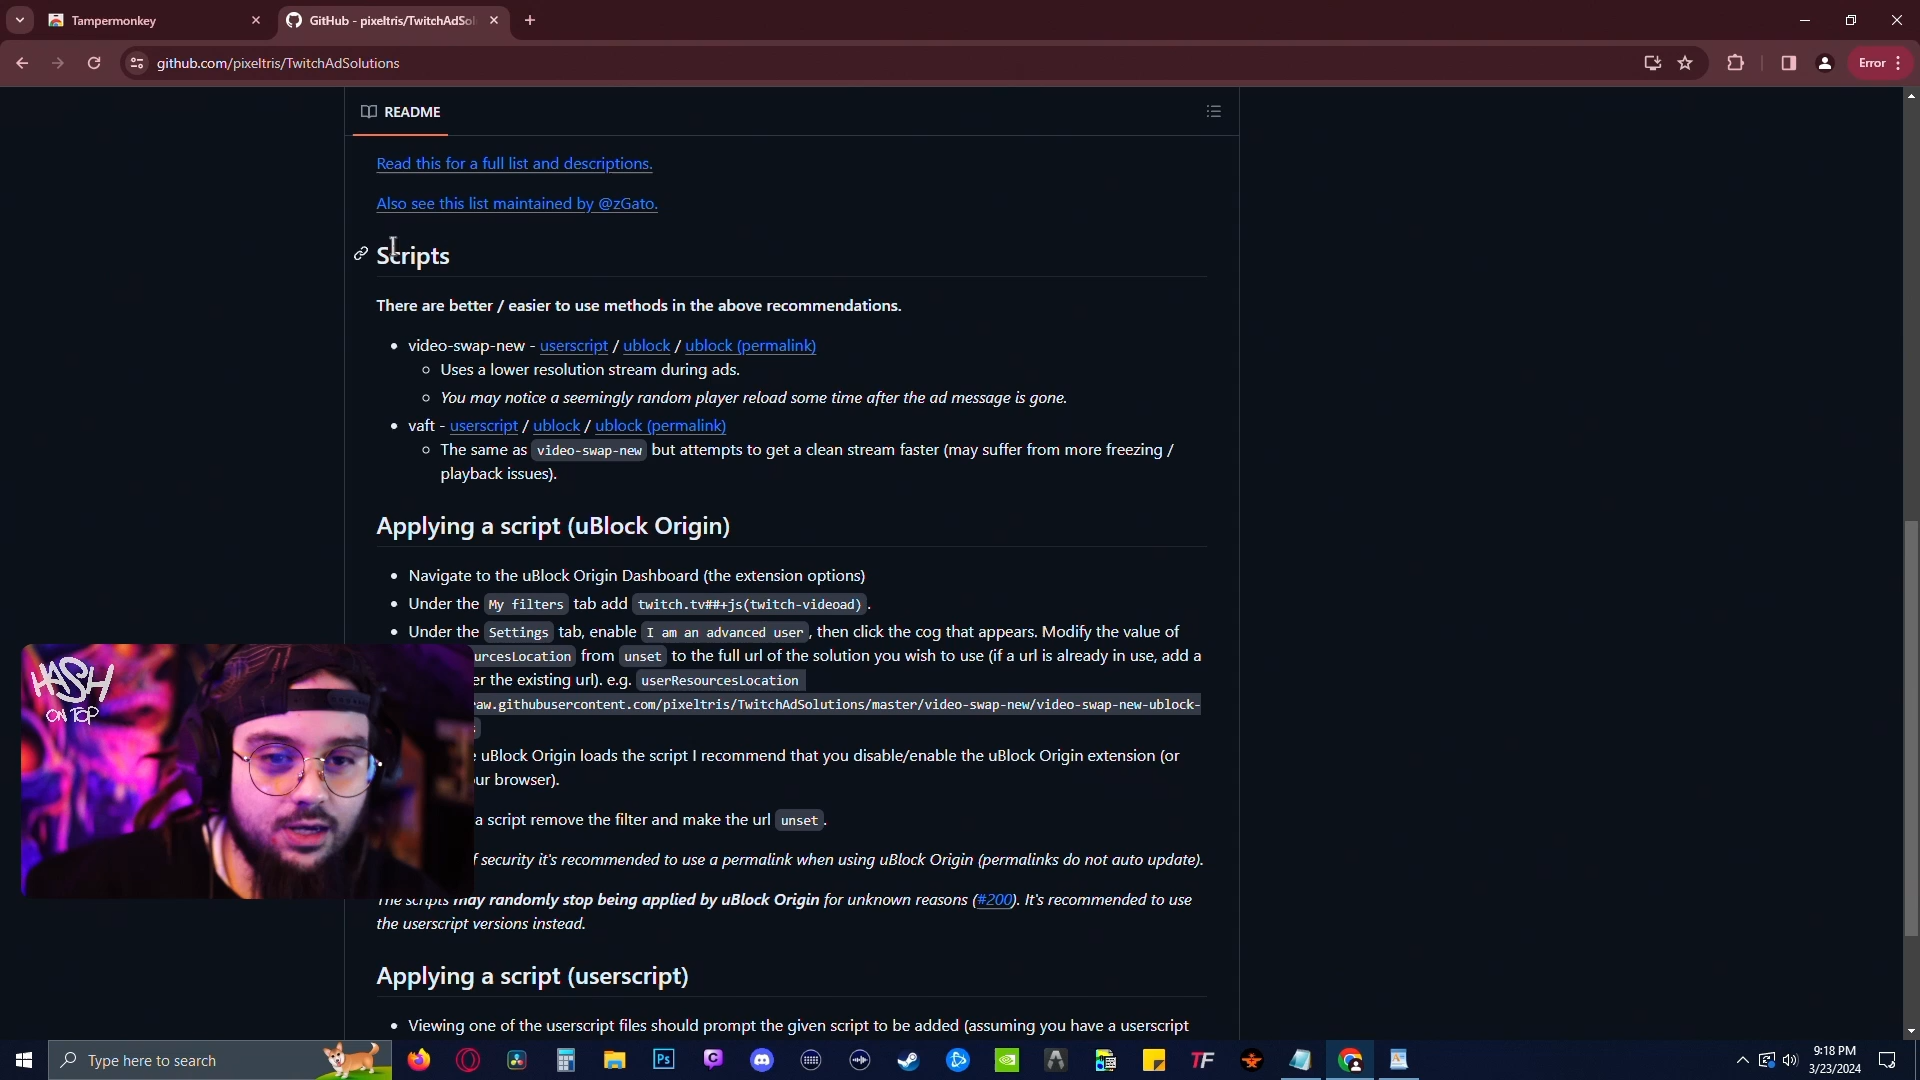 Tampermonkey
GitHub - pixeltris/TwitchAdSol
github.com/pixeltris/TwitchAdSolutions
Error
README
Read this for a full list and descriptions.
Also see this list maintained by @zGato.
Scripts
There are better / easier to use methods in the above recommendations.
video-swap-new - userscript / ublock / ublock (permalink)
Uses a lower resolution stream during ads.
You may notice a seemingly random player reload some time after the ad message is gone.
vaft - userscript / ublock / ublock (permalink)
The same as video-swap-new but attempts to get a clean stream faster (may suffer from more freezing /
playback issues).
Applying a script (uBlock Origin)
Navigate to the uBlock Origin Dashboard (the extension options)
Under the My filters tab add twitch.tv##+js(twitch-videoad) .
Under the Settings tab, enable I am an advanced user , then click the cog that appears. Modify the value of
urcesLocation from unset to the full url of the solution you wish to use (if a url is already in use, add a
er the existing url). e.g. userResourcesLocation
aw.githubusercontent.com/pixeltris/TwitchAdSolutions/master/video-swap-new/video-swap-new-ublock-
uBlock Origin loads the script I recommend that you disable/enable the uBlock Origin extension (or
ur browser).
a script remove the filter and make the url unset .
f security it's recommended to use a permalink when using uBlock Origin (permalinks do not auto update).
The scripts may randomly stop being applied by uBlock Origin for unknown reasons (#200). It's recommended to use
the userscript versions instead.
Applying a script (userscript)
Viewing one of the userscript files should prompt the given script to be added (assuming you have a userscript
HASH
ON TOP
Type here to search
Ps
TF
9:18 PM
3/23/2024